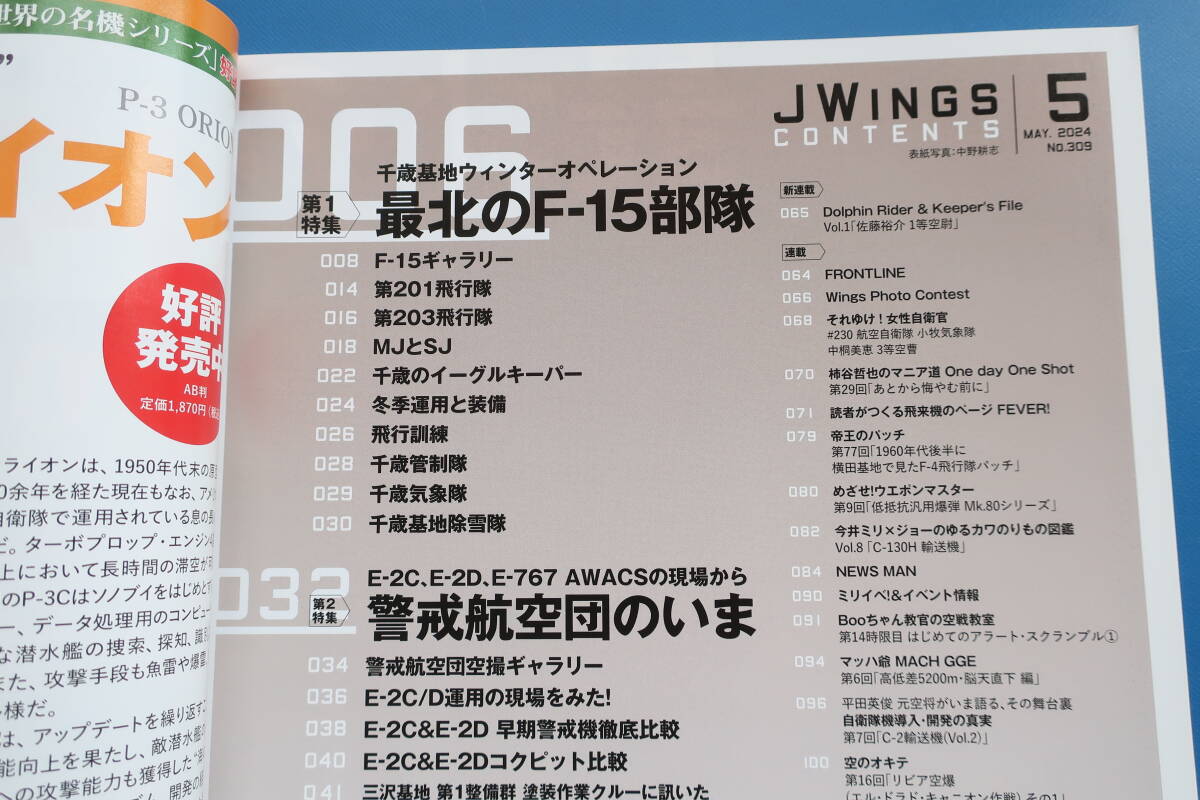 世界の名機シリーズ」
P-3 ORION
イオン
好評
発売中
AB判
定価1,870円
ライオンは、1950年代末の
0余年を経た現在もなお、アメ
自衛隊で運用されている息の長
だ。ターボプロップ・エンジン4
上において長時間の滞空が
のP-3Cはソノブイをはじめと
ー、データ処理用のコンピュー
な潜水艦の捜索、探知、識
また、攻撃手段も魚雷や爆雷
様だ。
は、アップデートを繰り返す
能向上を果たし、敵潜水艦
への攻撃能力も獲得した
JWINGS
CONTENTS
表紙写真:中野耕志
5
MAY. 2024
No.309
006
千歳基地ウィンターオペレーション
第1
特集
最北のF-15部隊
008 F-15ギャラリー
014 第201飛行隊
016 第203飛行隊
018 MJとSJ
022 千歳のイーグルキーパー
024 冬季運用と装備
026 飛行訓練
028 千歳管制隊
029 千歳気象隊
030 千歳基地除雪隊
032
E-2C、E-2D、E-767 AWACSの現場から
第2
特集
警戒航空団のいま
034 警戒航空団空撮ギャラリー
036 E-2C/D運用の現場をみた!
038 E-2C&E-2D 早期警戒機徹底比較
040 E-2C&E-2Dコクピット比較
041 三沢基地 第1整備群 塗装作業クルーに訊いた
新連載
065 Dolphin Rider & Keeper's File
Vol.1「佐藤裕介 1等空尉」
連載
064 FRONTLINE
066 Wings Photo Contest
068 それゆけ!女性自衛官
#230 航空自衛隊 小牧気象隊
中桐美恵 3等空曹
070 柿谷哲也のマニア道 One day One Shot
第29回「あとから悔やむ前に」
071 読者がつくる飛来機のページ FEVER!
079 帝王のパッチ
第77回「1960年代後半に
横田基地で見たF-4飛行隊パッチ」
080 めざせ!ウエポンマスター
第9回「低抵抗汎用爆弾 Mk.80シリーズ」
082 今井ミリ×ジョーのゆるカワのりもの図鑑
Vol.8「C-130H 輸送機」
084 NEWS MAN
090 ミリイベ!&イベント情報
091 Booちゃん教官の空戦教室
第14時限目 はじめてのアラート・スクランブル①
094 マッハ爺 MACH GGE
第6回「高低差5200m・脳天直下 編」
096 平田英俊 元空将がいま語る、その舞台裏
自衛隊機導入・開発の真実
第7回「C-2輸送機(Vol.2)」
100 空のオキテ
第16回「リビア空爆
(エル・ドラド・キャニオン作戦) その1」